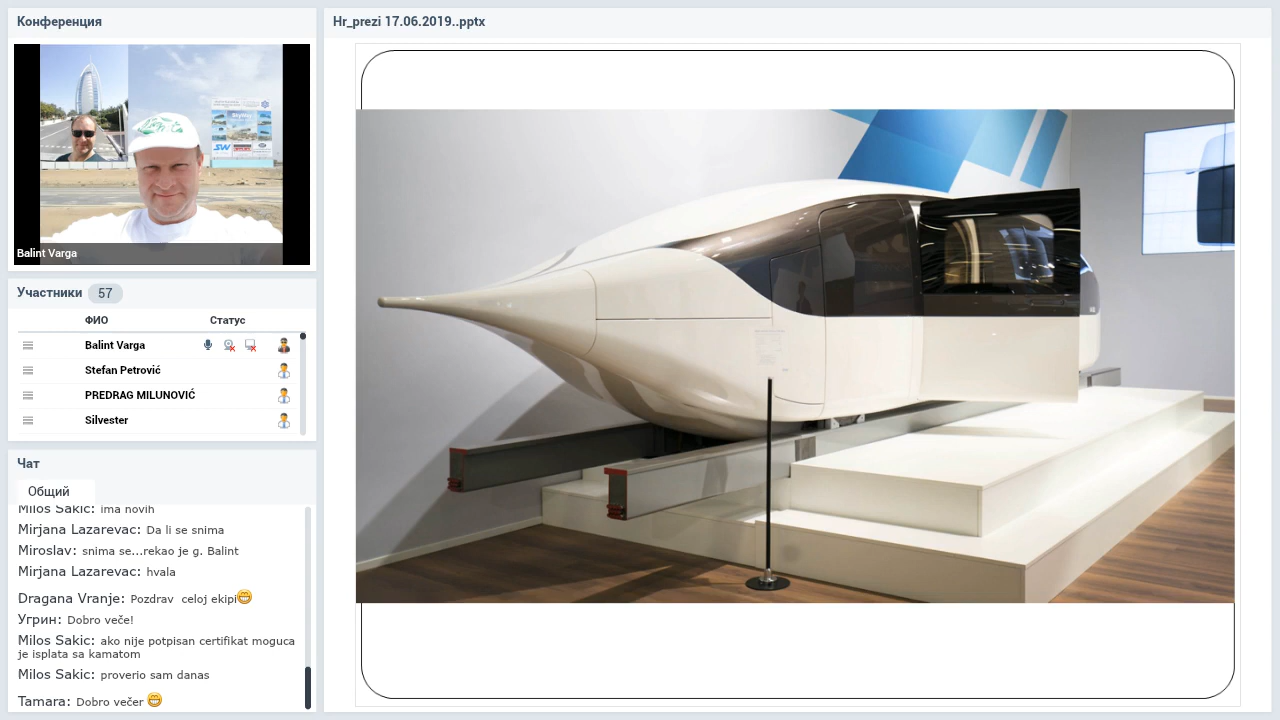 Конференция
Balint Varga
Участники 57
ФИО Статус
Balint Varga
Stefan Petrović
PREDRAG MILUNOVIĆ
Silvester
Чат
Общий
Milos Sakic: ima novih
Mirjana Lazarevac: Da li se snima
Miroslav: snima se...rekao je g. Balint
Mirjana Lazarevac: hvala
Dragana Vranje: Pozdrav celoj ekipi
Угрин: Dobro veče!
Milos Sakic: ako nije potpisan certifikat moguca
je isplata sa kamatom
Milos Sakic: proverio sam danas
Tamara: Dobro večer
Hr_prezi 17.06.2019..pptx
SkyWay
SW